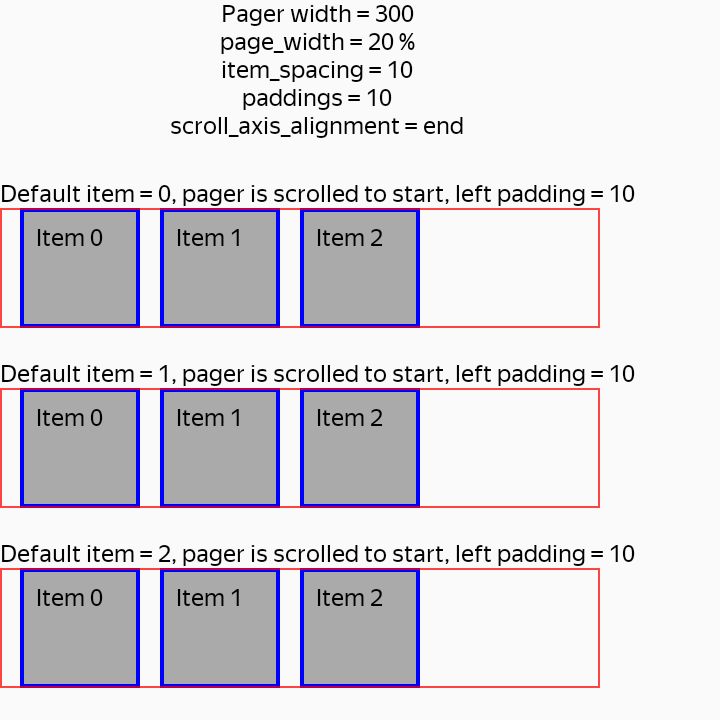 Pager width = 300
page_width = 20 %
item_spacing = 10
paddings = 10
scroll_axis_alignment = end
Default item = 0, pager is scrolled to start, left padding = 10
Item 0 Item 1 Item 2
Default item = 1, pager is scrolled to start, left padding = 10
Item 0 Item 1 Item 2
Default item = 2, pager is scrolled to start, left padding = 10
Item 0 Item 1 Item 2